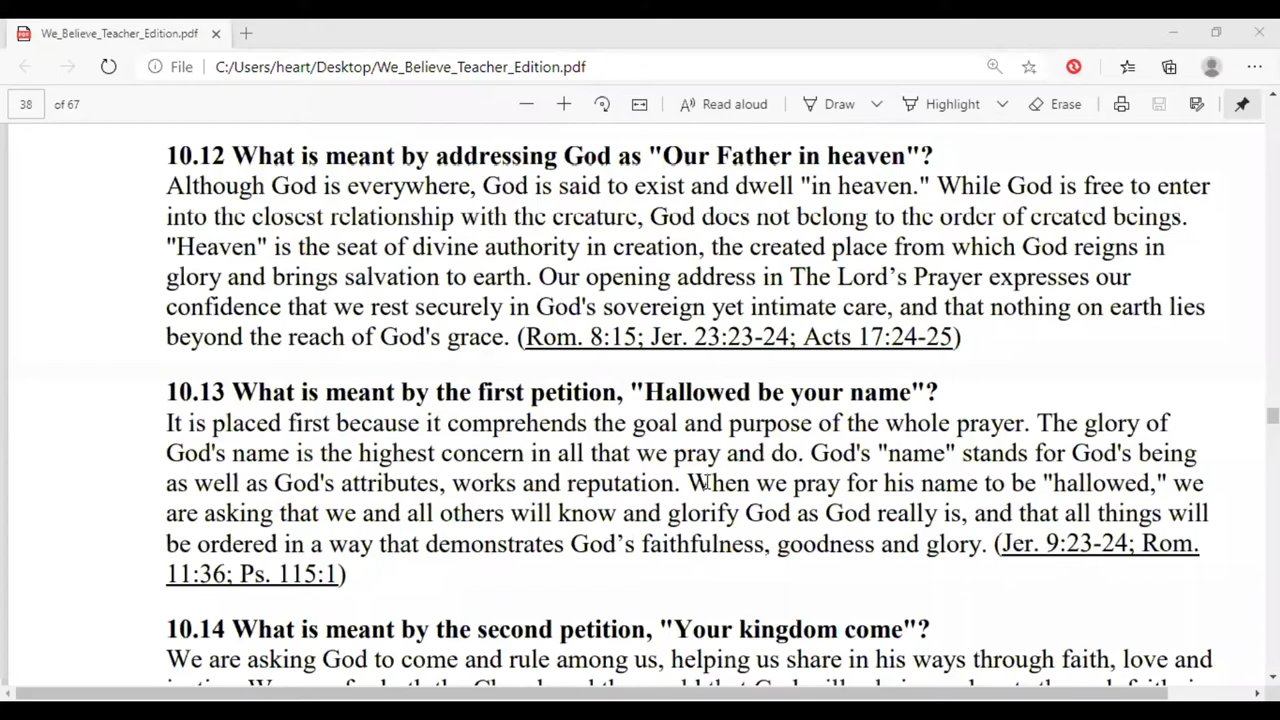 We_Believe_Teacher_Edition.pdf
File C:/Users/heart/Desktop/We_Believe_Teacher_Edition.pdf
38 of 67 Read aloud Draw Highlight Erase
10.12 What is meant by addressing God as "Our Father in heaven"?
Although God is everywhere, God is said to exist and dwell "in heaven." While God is free to enter
into the closest relationship with the creature, God does not belong to the order of created beings.
"Heaven" is the seat of divine authority in creation, the created place from which God reigns in
glory and brings salvation to earth. Our opening address in The Lord’s Prayer expresses our
confidence that we rest securely in God's sovereign yet intimate care, and that nothing on earth lies
beyond the reach of God's grace. (Rom. 8:15; Jer. 23:23-24; Acts 17:24-25)
10.13 What is meant by the first petition, "Hallowed be your name"?
It is placed first because it comprehends the goal and purpose of the whole prayer. The glory of
God's name is the highest concern in all that we pray and do. God's "name" stands for God's being
as well as God's attributes, works and reputation. When we pray for his name to be "hallowed," we
are asking that we and all others will know and glorify God as God really is, and that all things will
be ordered in a way that demonstrates God’s faithfulness, goodness and glory. (Jer. 9:23-24; Rom.
11:36; Ps. 115:1)
10.14 What is meant by the second petition, "Your kingdom come"?
We are asking God to come and rule among us, helping us share in his ways through faith, love and